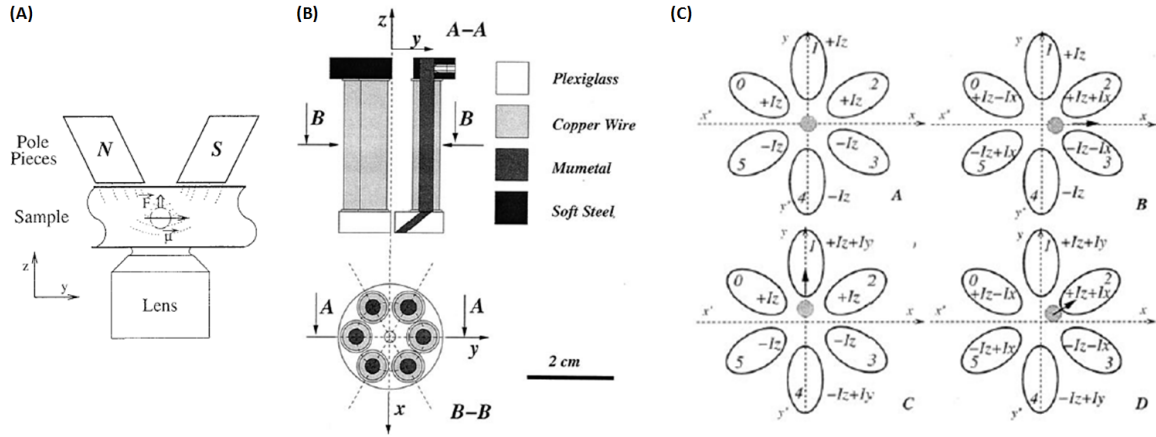 (A)
Pole
Pieces
N
S
Sample
F
μ
z
y
Lens
(B)
z
y
A-A
B
B
Plexiglass
Copper Wire
Mumetal
Soft Steel
A
A
y
x
B-B
2 cm
(C)
y
1
+Iz
0
+Iz
2
+Iz
x'
x
5
-Iz
-Iz
3
4
-Iz
y'
A
y
1
+Iz
0
+Iz-Ix
2
+Iz+Ix
x'
x
-Iz+Ix
5
-Iz-Ix
3
4
-Iz
y'
B
y
1
+Iz+Iy
0
+Iz
2
+Iz
x'
x
5
-Iz
-Iz
3
4
-Iz+Iy
y'
C
y
1
+Iz+Iy
0
+Iz-Ix
2
+Iz+Ix
x'
x
-Iz+Ix
5
-Iz-Ix
3
4
-Iz+Iy
y'
D